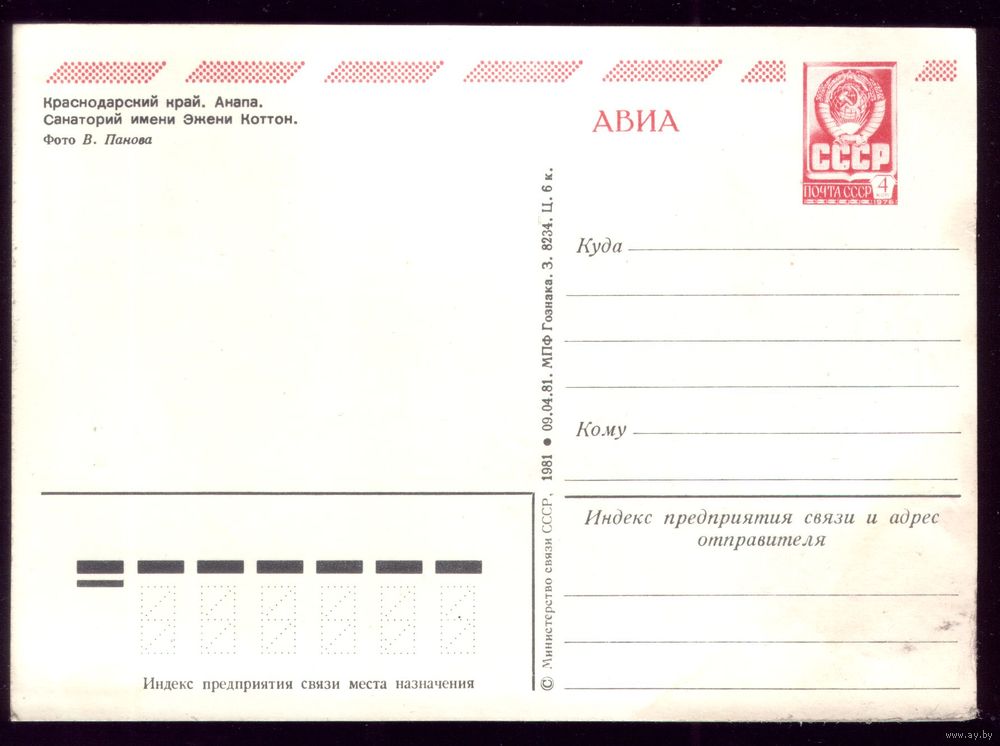 Краснодарский край. Анапа.
Санаторий имени Эжени Коттон.
Фото В. Панова
АВИА
СССР
ПОЧТА СССР 4
1978
Куда
Кому
Индекс предприятия связи и адрес
отправителя
© Министерство связи СССР, 1981 ● 09.04.81. МПФ Гознака. З. 8234. Ц. 6 к.
Индекс предприятия связи места назначения
www.ay.by